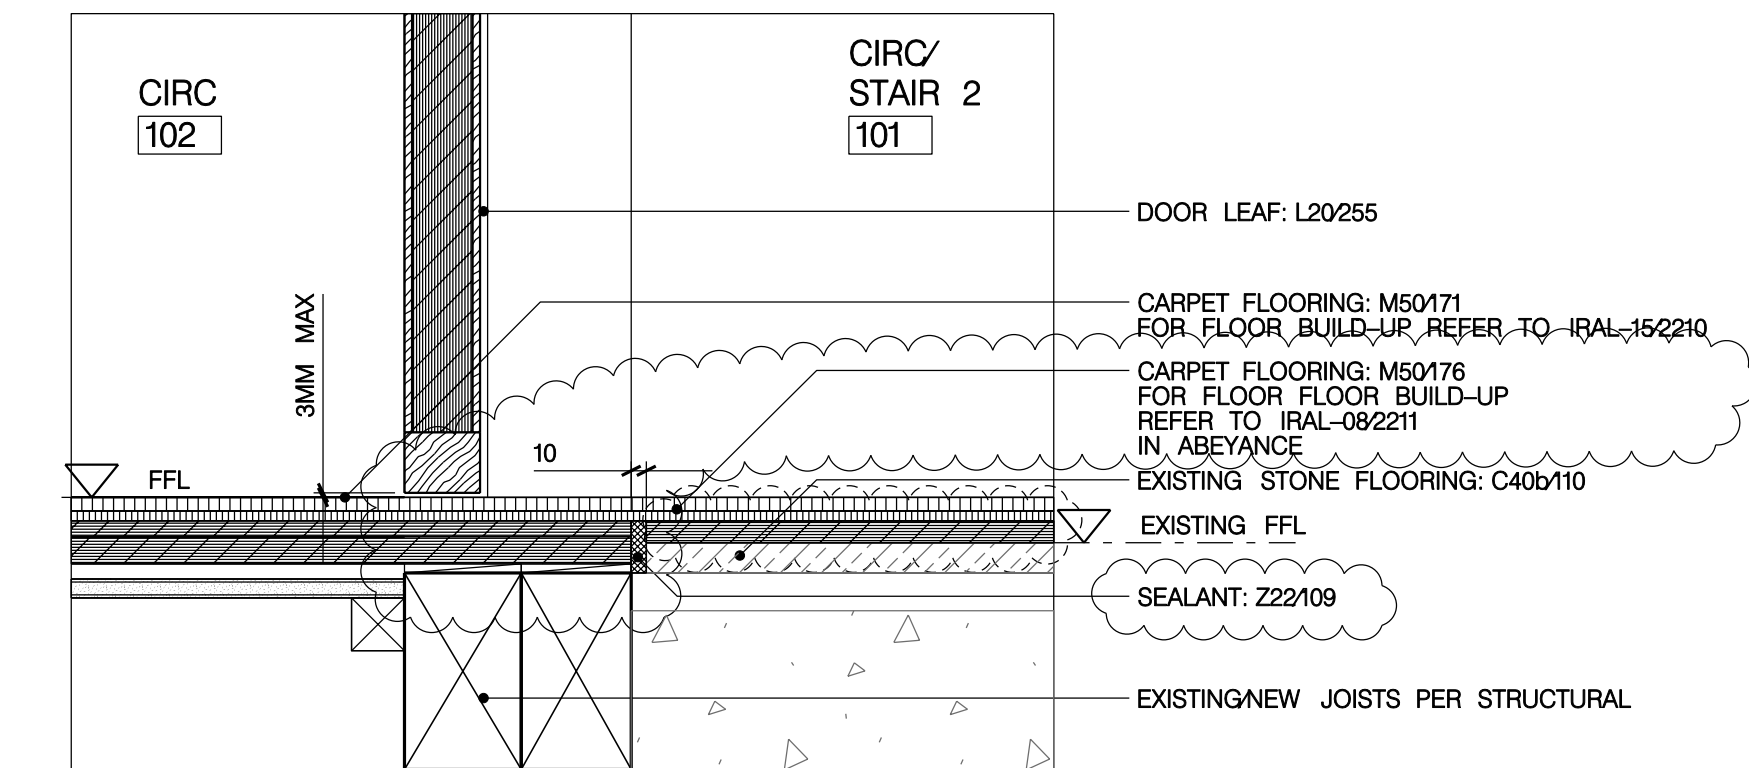 CIRC
102
CIRC/
STAIR 2
101
DOOR LEAF: L20/255
CARPET FLOORING: M50/171
FOR FLOOR BUILD-UP REFER TO IRAL-15/2210
CARPET FLOORING: M50/176
FOR FLOOR FLOOR BUILD-UP
REFER TO IRAL-08/2211
IN ABEYANCE
EXISTING STONE FLOORING: C40b/110
EXISTING FFL
SEALANT: Z22/109
EXISTING/NEW JOISTS PER STRUCTURAL
3MM MAX
10
FFL